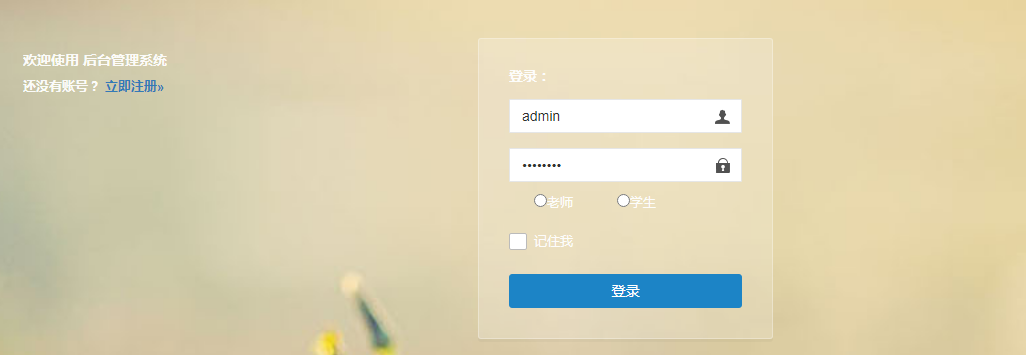 欢迎使用 后台管理系统
还没有账号？ 立即注册»
登录：
admin
••••••••
老师 学生
记住我
登录